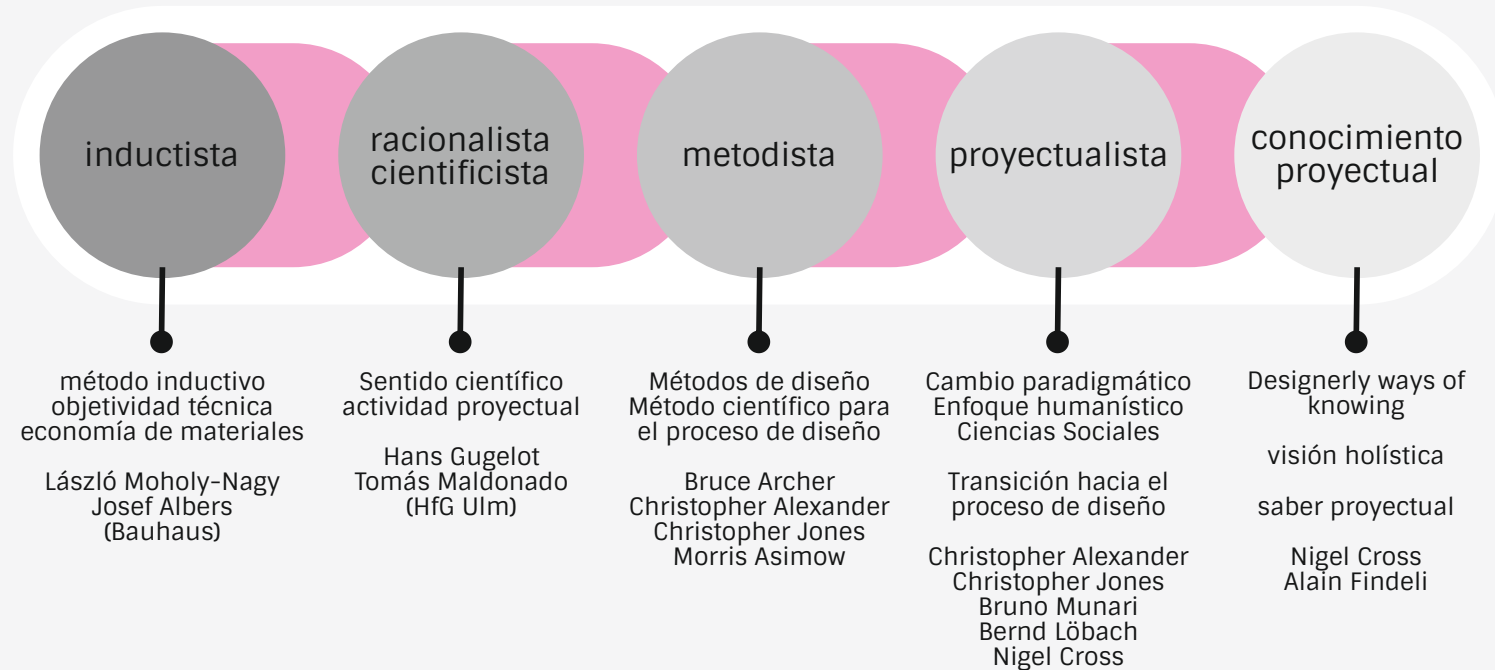 inductista
racionalista
cientificista
metodista
proyectualista
conocimiento
proyectual
método inductivo
objetividad técnica
economía de materiales
László Moholy-Nagy
Josef Albers
(Bauhaus)
Sentido científico
actividad proyectual
Hans Gugelot
Tomás Maldonado
(HfG Ulm)
Métodos de diseño
Método científico para
el proceso de diseño
Bruce Archer
Christopher Alexander
Christopher Jones
Morris Asimow
Cambio paradigmático
Enfoque humanístico
Ciencias Sociales
Transición hacia el
proceso de diseño
Christopher Alexander
Christopher Jones
Bruno Munari
Bernd Löbach
Nigel Cross
Designerly ways of
knowing
visión holística
saber proyectual
Nigel Cross
Alain Findeli